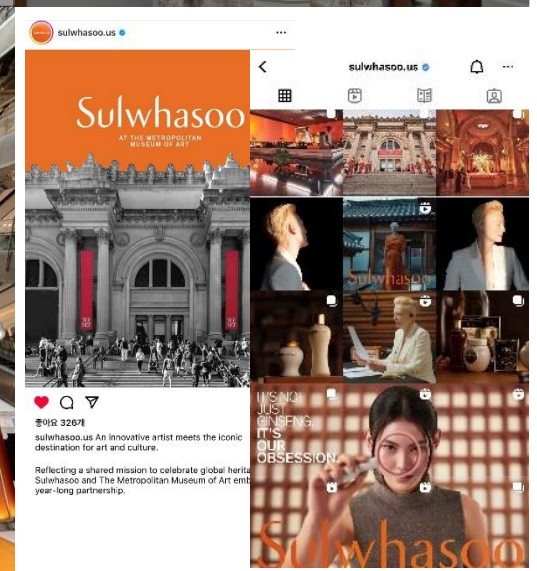 sulwhasoo.us
Sulwhasoo
AT THE METROPOLITAN
MUSEUM OF ART
THE
MET
좋아요 326개
sulwhasoo.us An innovative artist meets the iconic
destination for art and culture.
Reflecting a shared mission to celebrate global herita
Sulwhasoo and The Metropolitan Museum of Art emb
year-long partnership.
sulwhasoo.us
Sulwhasoo
IT'S NOT
JUST
GINSENG.
IT'S
OUR
OBSESSION.
Sulwhasoo